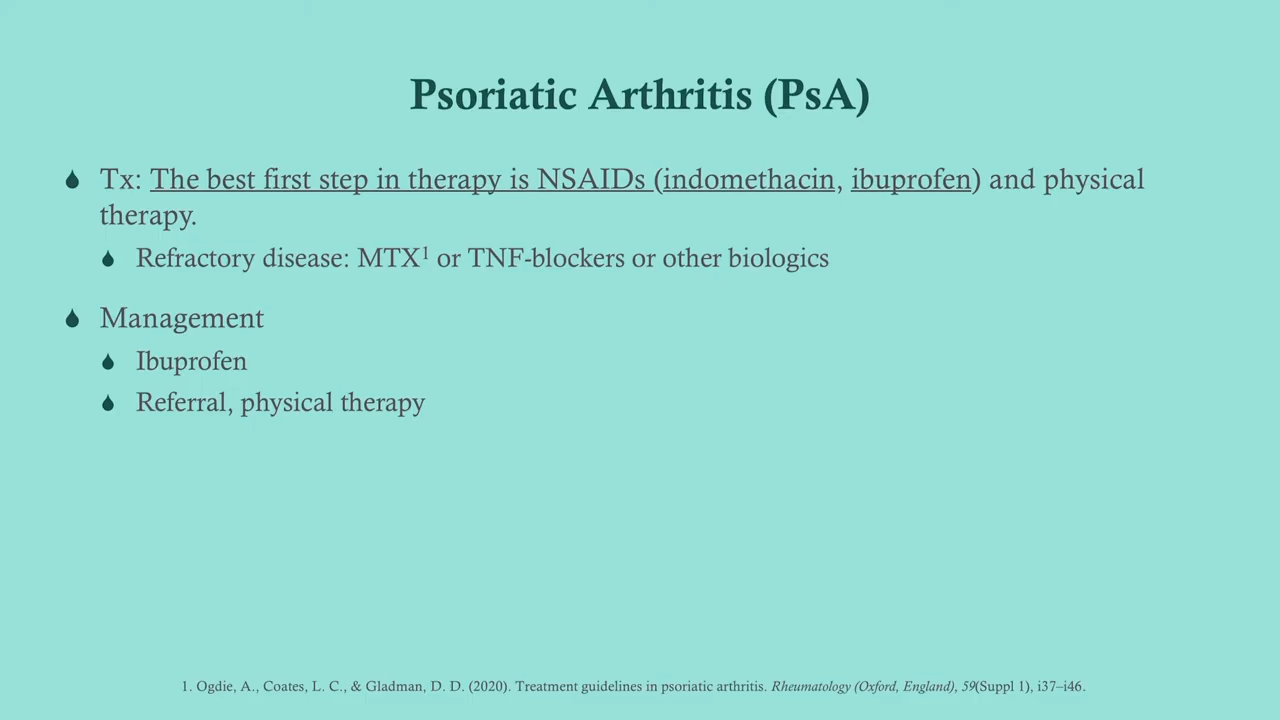 Psoriatic Arthritis (PsA)
Tx: The best first step in therapy is NSAIDs (indomethacin, ibuprofen) and physical
therapy.
Refractory disease: MTX¹ or TNF-blockers or other biologics
Management
Ibuprofen
Referral, physical therapy
1. Ogdie, A., Coates, L. C., & Gladman, D. D. (2020). Treatment guidelines in psoriatic arthritis. Rheumatology (Oxford, England), 59(Suppl 1), i37–i46.